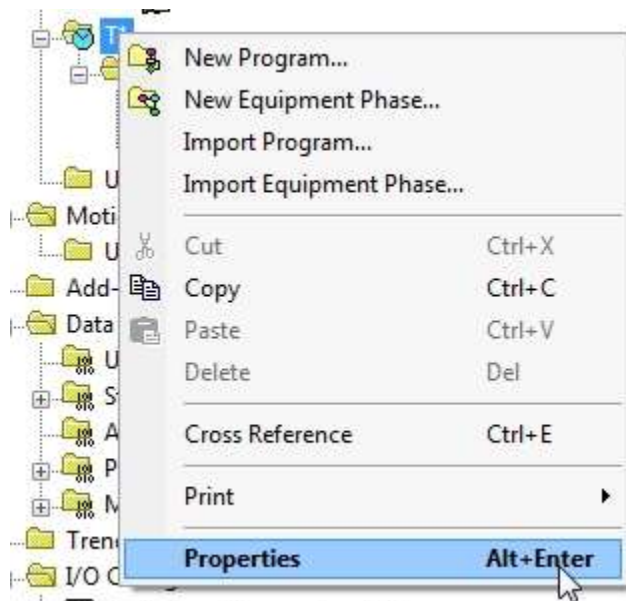 New Program...
New Equipment Phase...
Import Program...
Import Equipment Phase...
U
Moti
U
Cut Ctrl+X
Add-
Copy Ctrl+C
Data
Paste Ctrl+V
U
Delete Del
S
A
Cross Reference Ctrl+E
P
Print
M
Tren
Properties Alt+Enter
I/O C